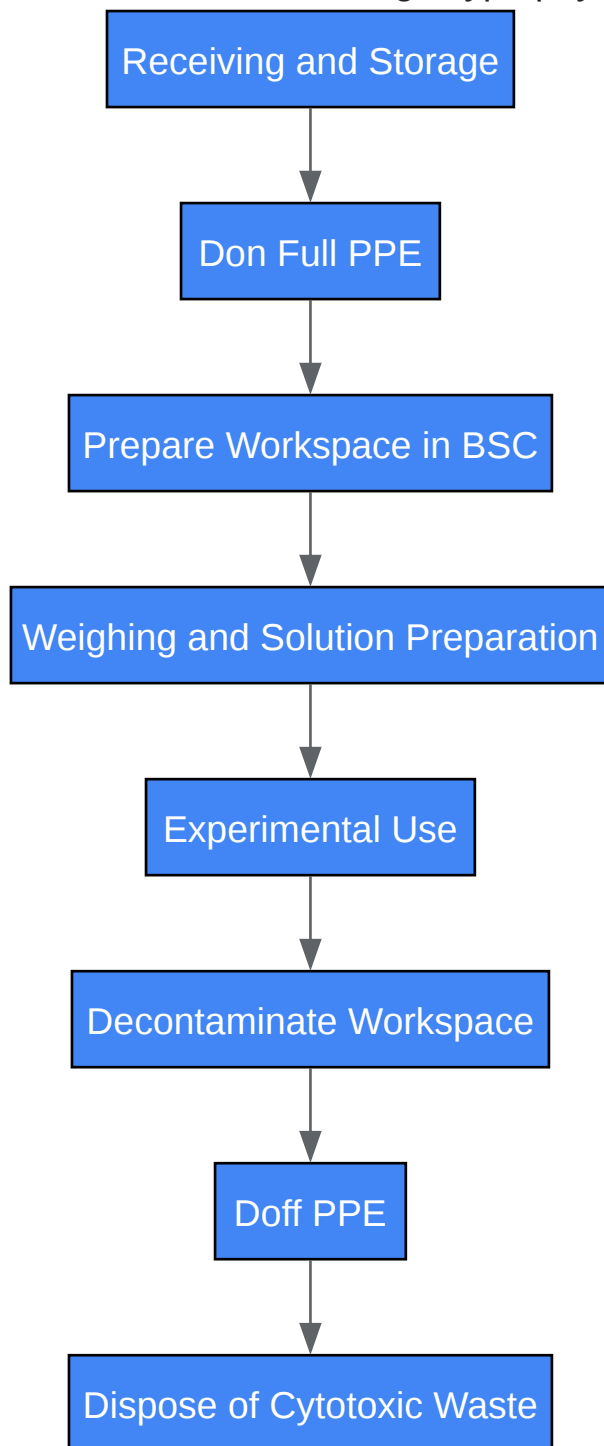 Receiving and Storage
Don Full PPE
Prepare Workspace in BSC
Weighing and Solution Preparation
Experimental Use
Decontaminate Workspace
Doff PPE
Dispose of Cytotoxic Waste